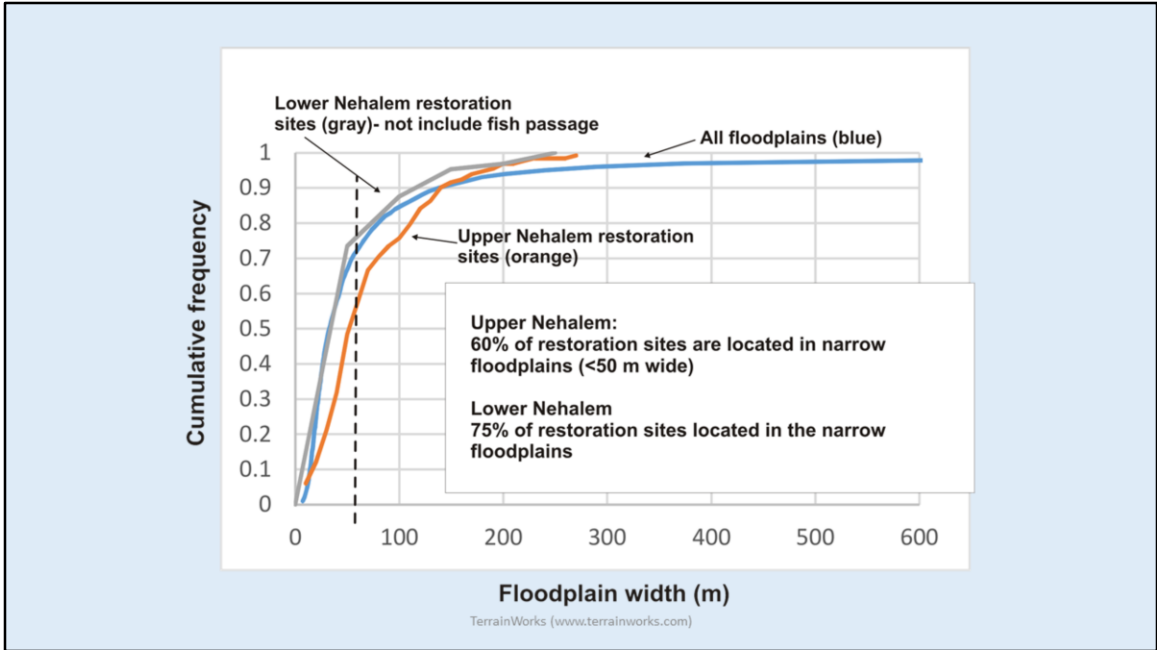 Lower Nehalem restoration
sites (gray)- not include fish passage
All floodplains (blue)
1
0.9
0.8
0.7
0.6
0.5
0.4
0.3
0.2
0.1
0
Cumulative frequency
Upper Nehalem restoration
sites (orange)
Upper Nehalem:
60% of restoration sites are located in narrow
floodplains (<50 m wide)
Lower Nehalem
75% of restoration sites located in the narrow
floodplains
0 100 200 300 400 500 600
Floodplain width (m)
TerrainWorks (www.terrainworks.com)